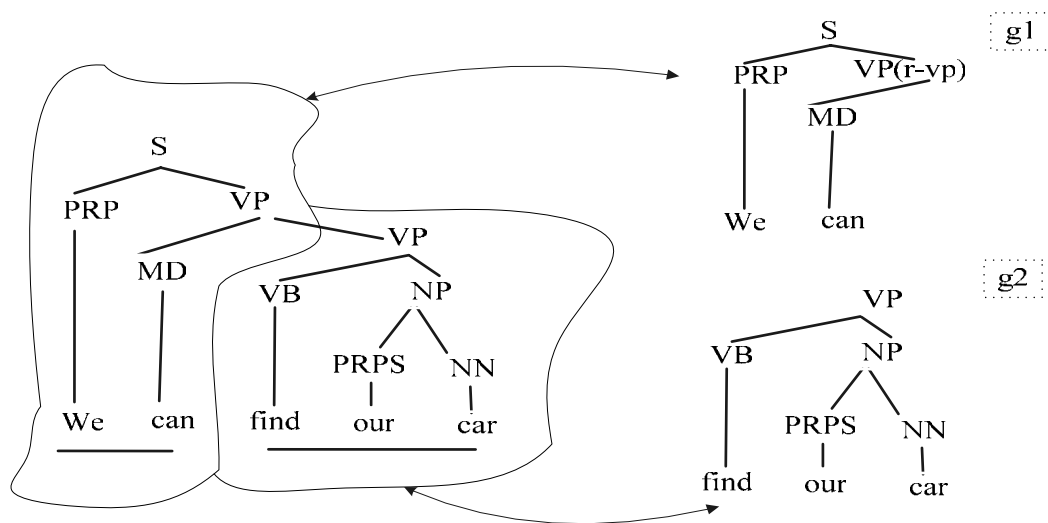 S
PRP VP
MD VP
VB NP
PRPS NN
We can find our car
g1
S
PRP VP(r-vp)
MD
We can
g2
VP
VB NP
PRPS NN
find our car